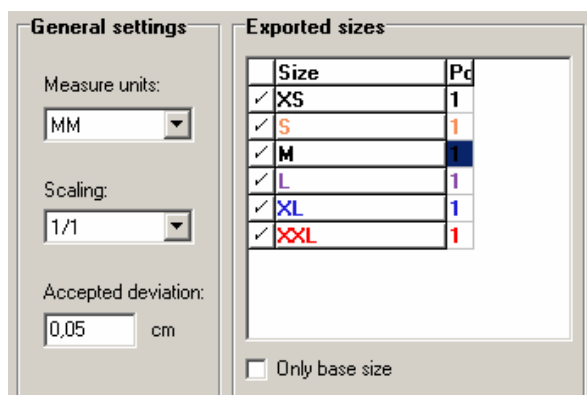 General settings
Measure units:
MM
Scaling:
1/1
Accepted deviation:
0,05 cm
Exported sizes
Size Pc
✓ XS 1
✓ S 1
✓ M 1
✓ L 1
✓ XL 1
✓ XXL 1
Only base size